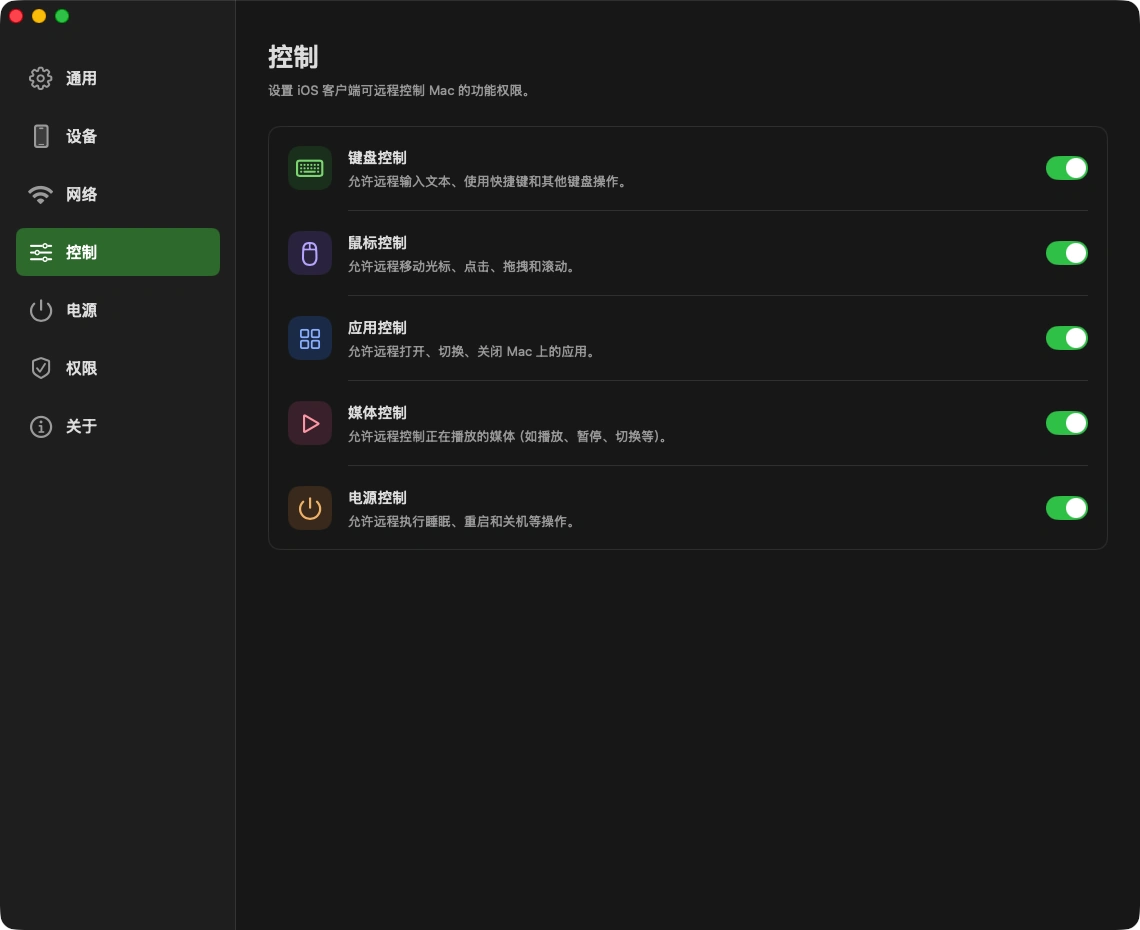 通用
设备
网络
控制
电源
权限
关于
控制
设置 iOS 客户端可远程控制 Mac 的功能权限。
键盘控制
允许远程输入文本、使用快捷键和其他键盘操作。
鼠标控制
允许远程移动光标、点击、拖拽和滚动。
应用控制
允许远程打开、切换、关闭 Mac 上的应用。
媒体控制
允许远程控制正在播放的媒体 (如播放、暂停、切换等)。
电源控制
允许远程执行睡眠、重启和关机等操作。